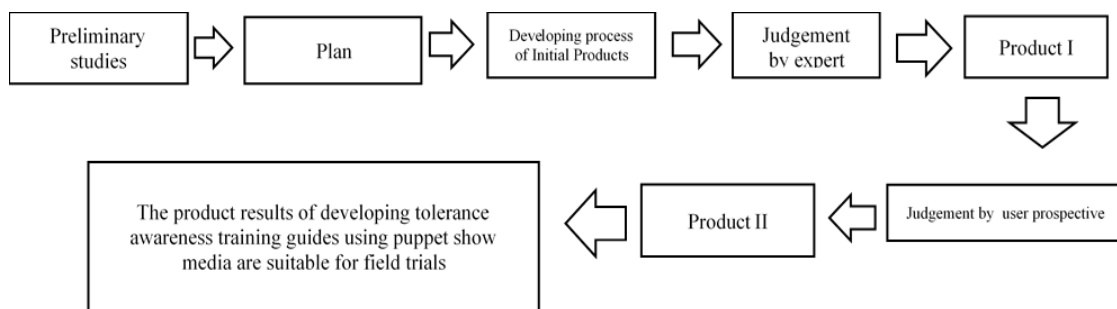 Preliminary
studies
Plan
Developing process
of Initial Products
Judgement
by expert
Product I
Judgement by user prospective
Product II
The product results of developing tolerance
awareness training guides using puppet show
media are suitable for field trials